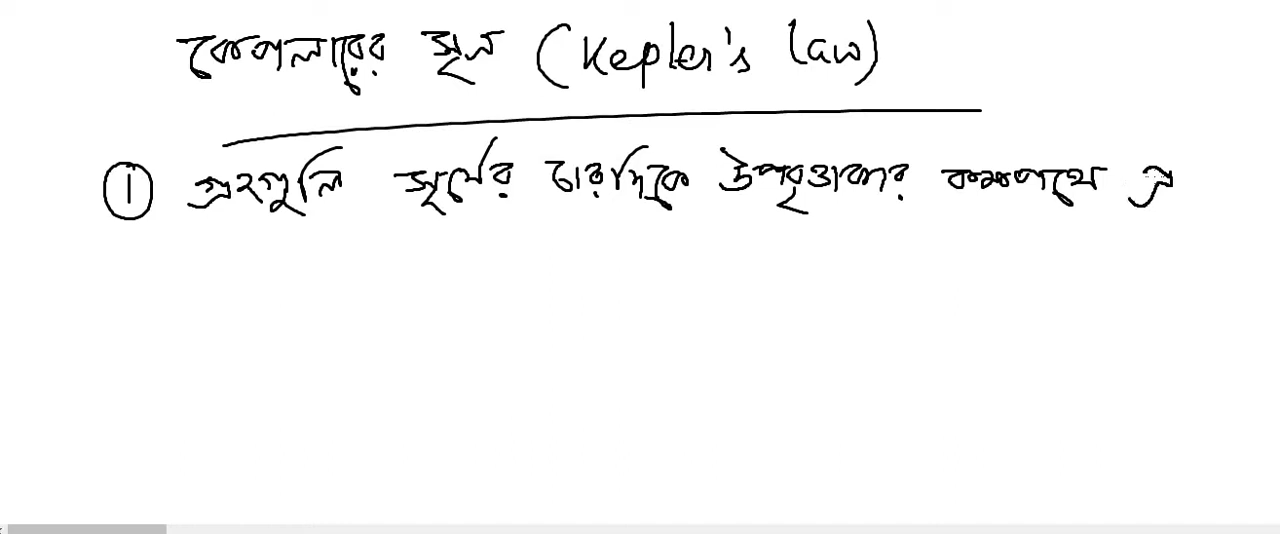 কেপলারের সূত্র (Kepler's Law)
① গ্রহগুলি সূর্যের চারদিকে উপবৃত্তাকার কক্ষপথে